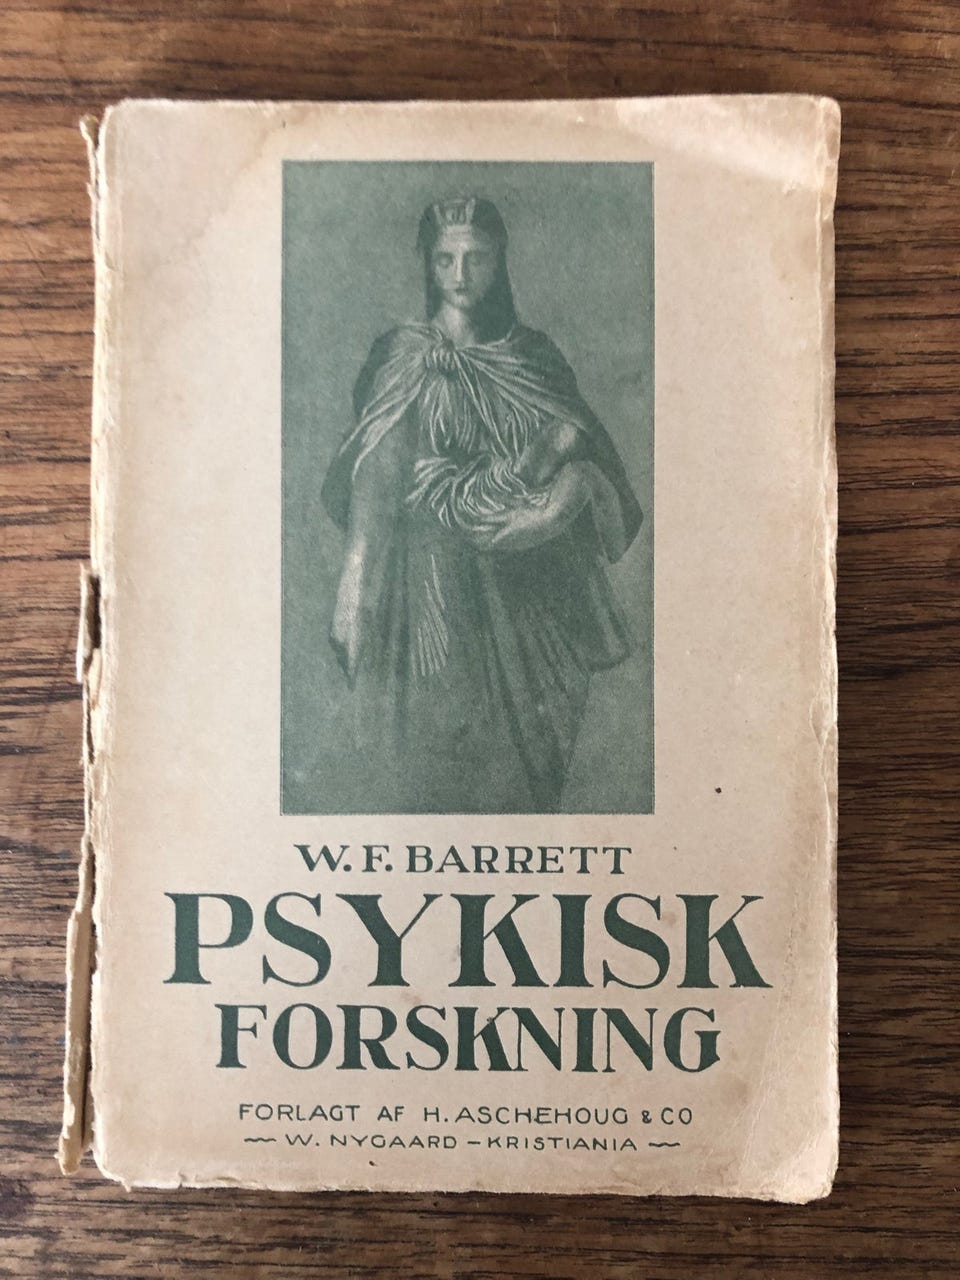 W. F. BARRETT
PSYKISK
FORSKNING
FORLAGT AF H. ASCHEHOUG & CO
W. NYGAARD – KRISTIANIA